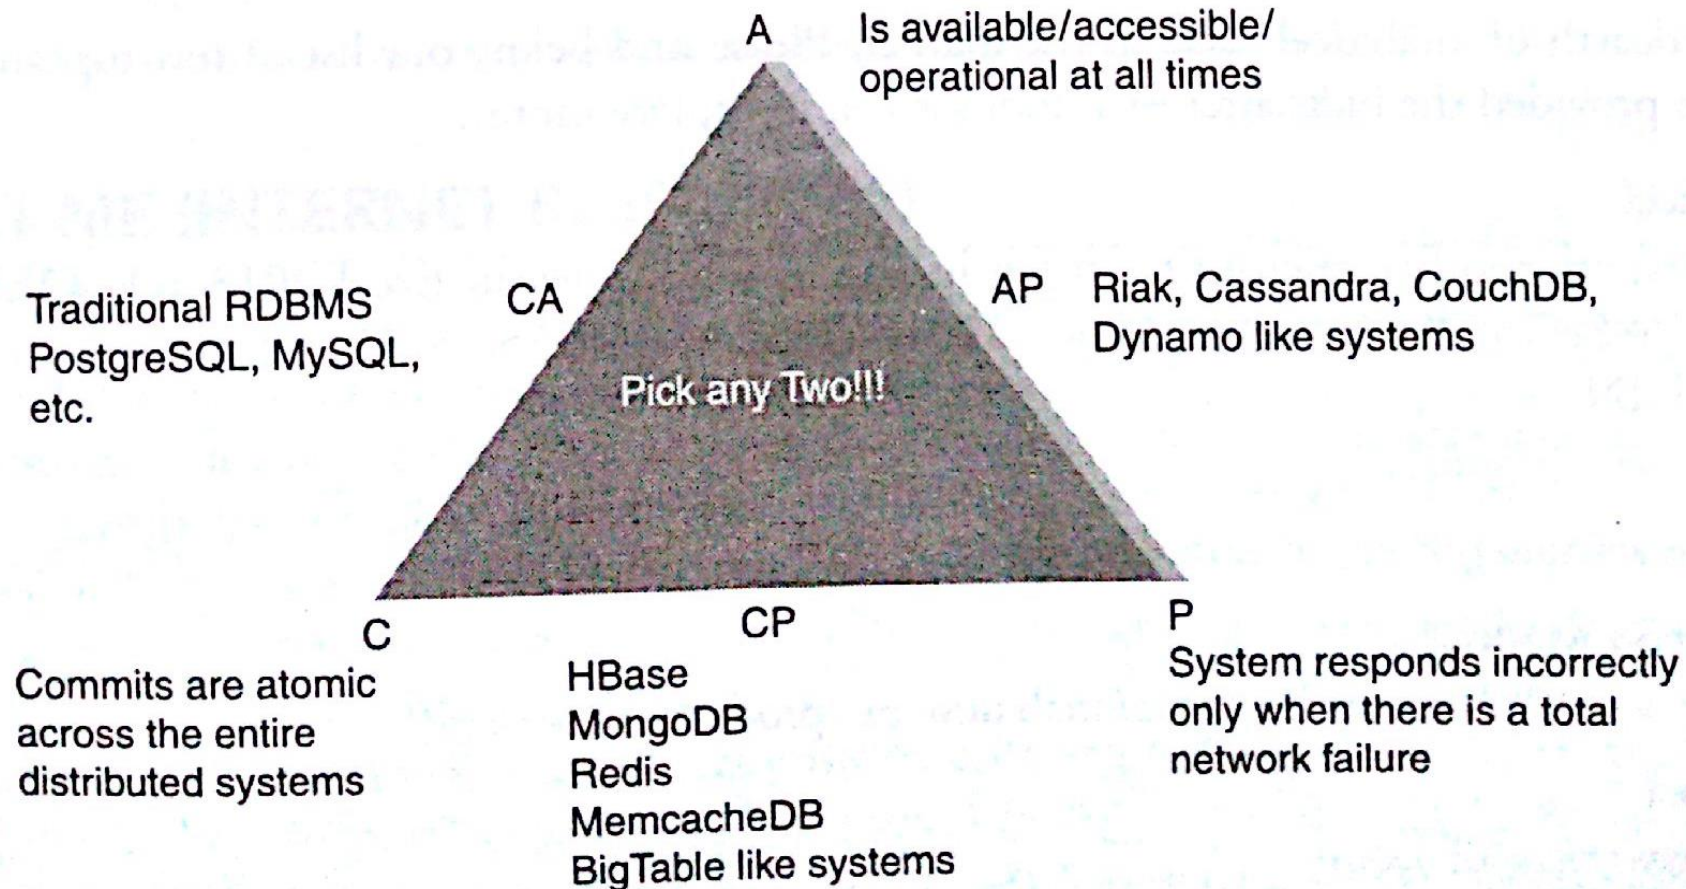 A
Is available/accessible/
operational at all times
CA
Traditional RDBMS
PostgreSQL, MySQL,
etc.
AP
Riak, Cassandra, CouchDB,
Dynamo like systems
Pick any Two!!!
C
Commits are atomic
across the entire
distributed systems
CP
HBase
MongoDB
Redis
MemcacheDB
BigTable like systems
P
System responds incorrectly
only when there is a total
network failure